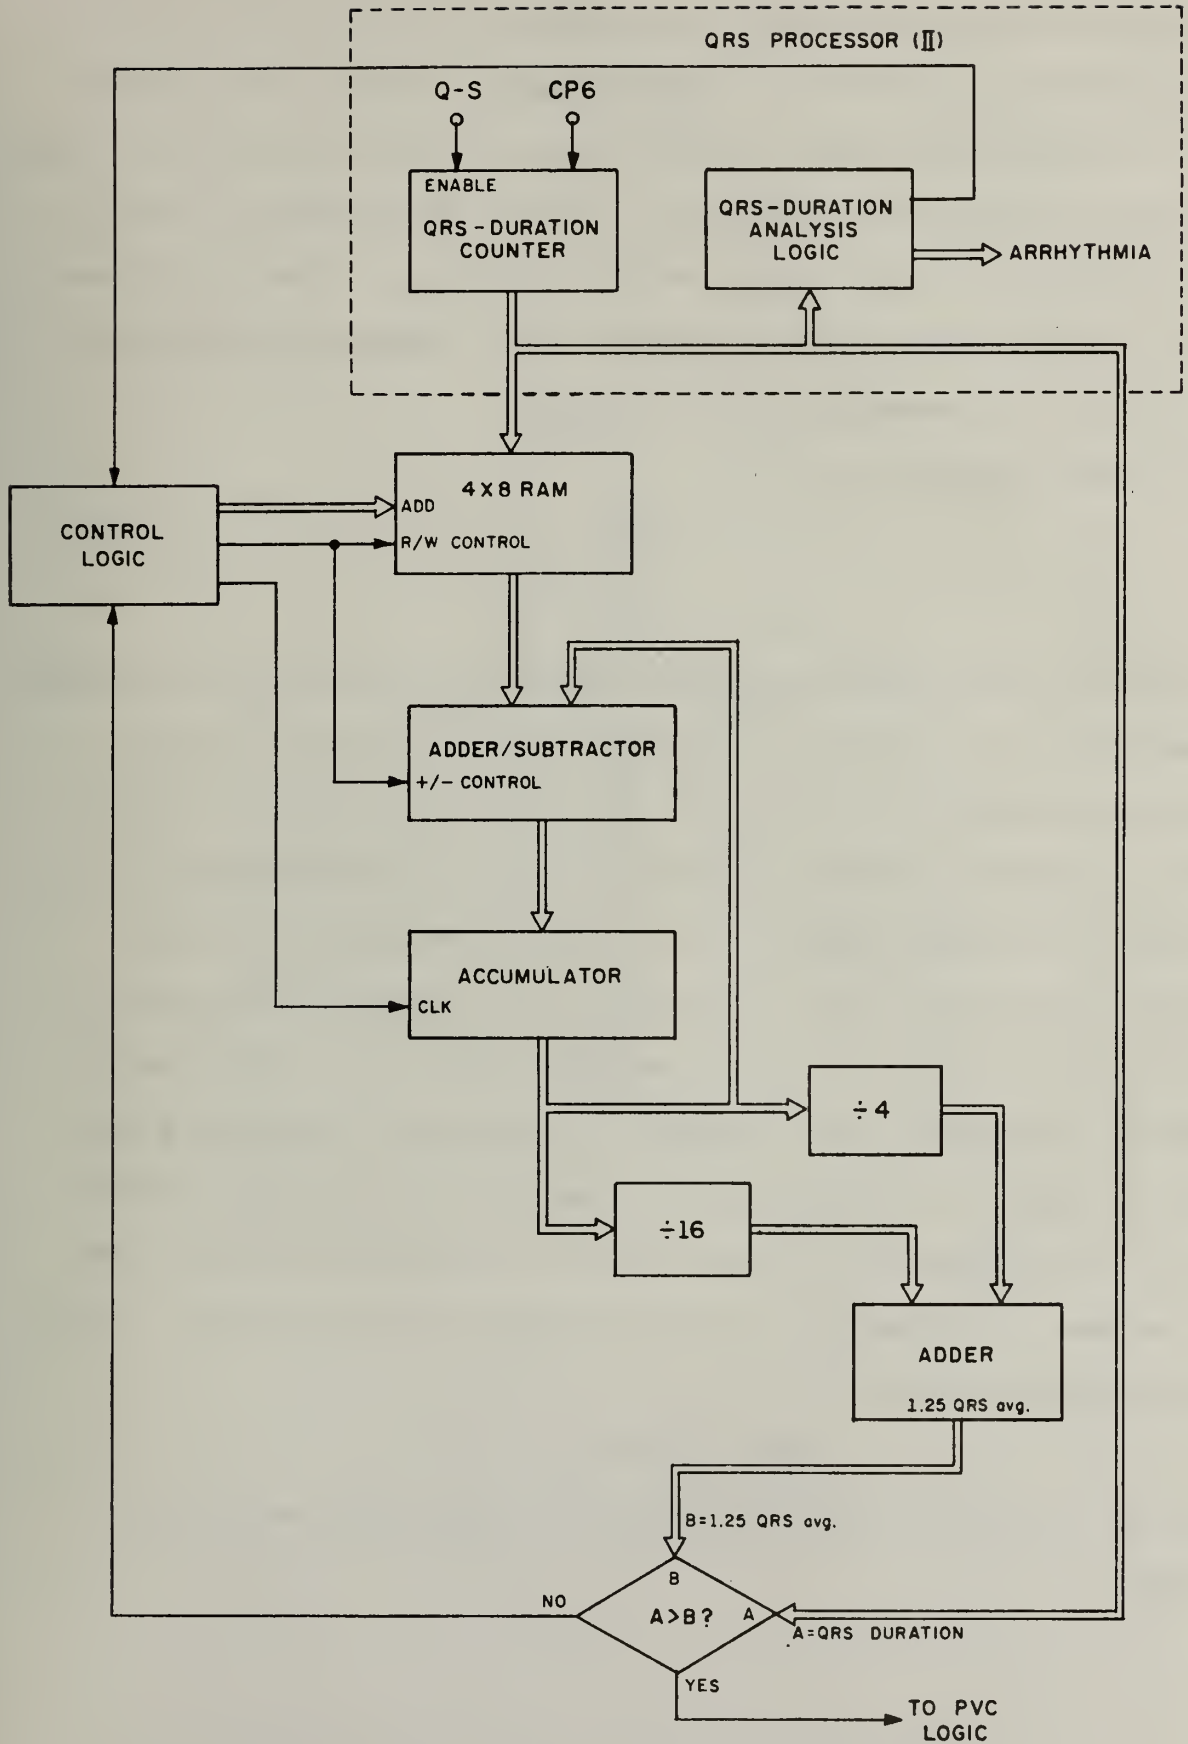 QRS PROCESSOR (II)
Q-S
CP6
ENABLE
QRS-DURATION
COUNTER
QRS-DURATION
ANALYSIS
LOGIC
ARRHYTHMIA
CONTROL
LOGIC
4X8 RAM
ADD
R/W CONTROL
ADDER/SUBTRACTOR
+/- CONTROL
ACCUMULATOR
CLK
÷4
÷16
ADDER
1.25 QRS avg.
B=1.25 QRS avg.
B
NO
A>B?
A
A=QRS DURATION
YES
TO PVC
LOGIC